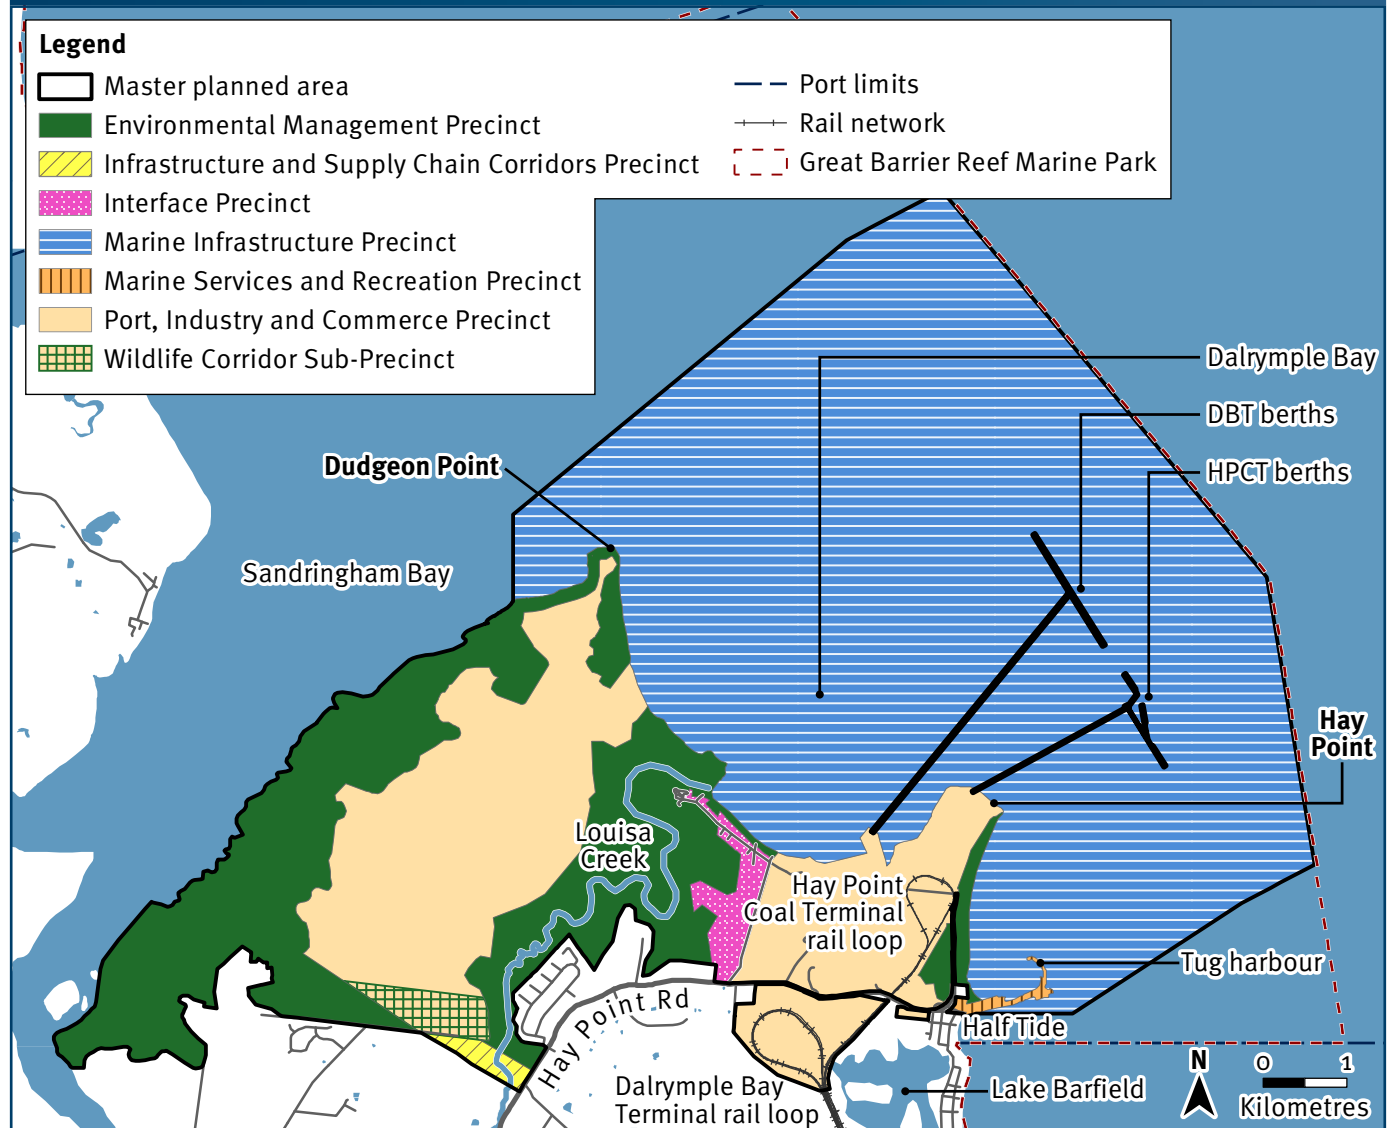 Legend
Master planned area
Environmental Management Precinct
Infrastructure and Supply Chain Corridors Precinct
Interface Precinct
Marine Infrastructure Precinct
Marine Services and Recreation Precinct
Port, Industry and Commerce Precinct
Wildlife Corridor Sub-Precinct
Port limits
Rail network
Great Barrier Reef Marine Park
Dalrymple Bay
DBT berths
HPCT berths
Dudgeon Point
Sandringham Bay
Hay
Point
Louisa
Creek
Hay Point
Coal Terminal
rail loop
Tug harbour
Hay Point Rd
Half Tide
Dalrymple Bay
Terminal rail loop
Lake Barfield
N
0 1
Kilometres